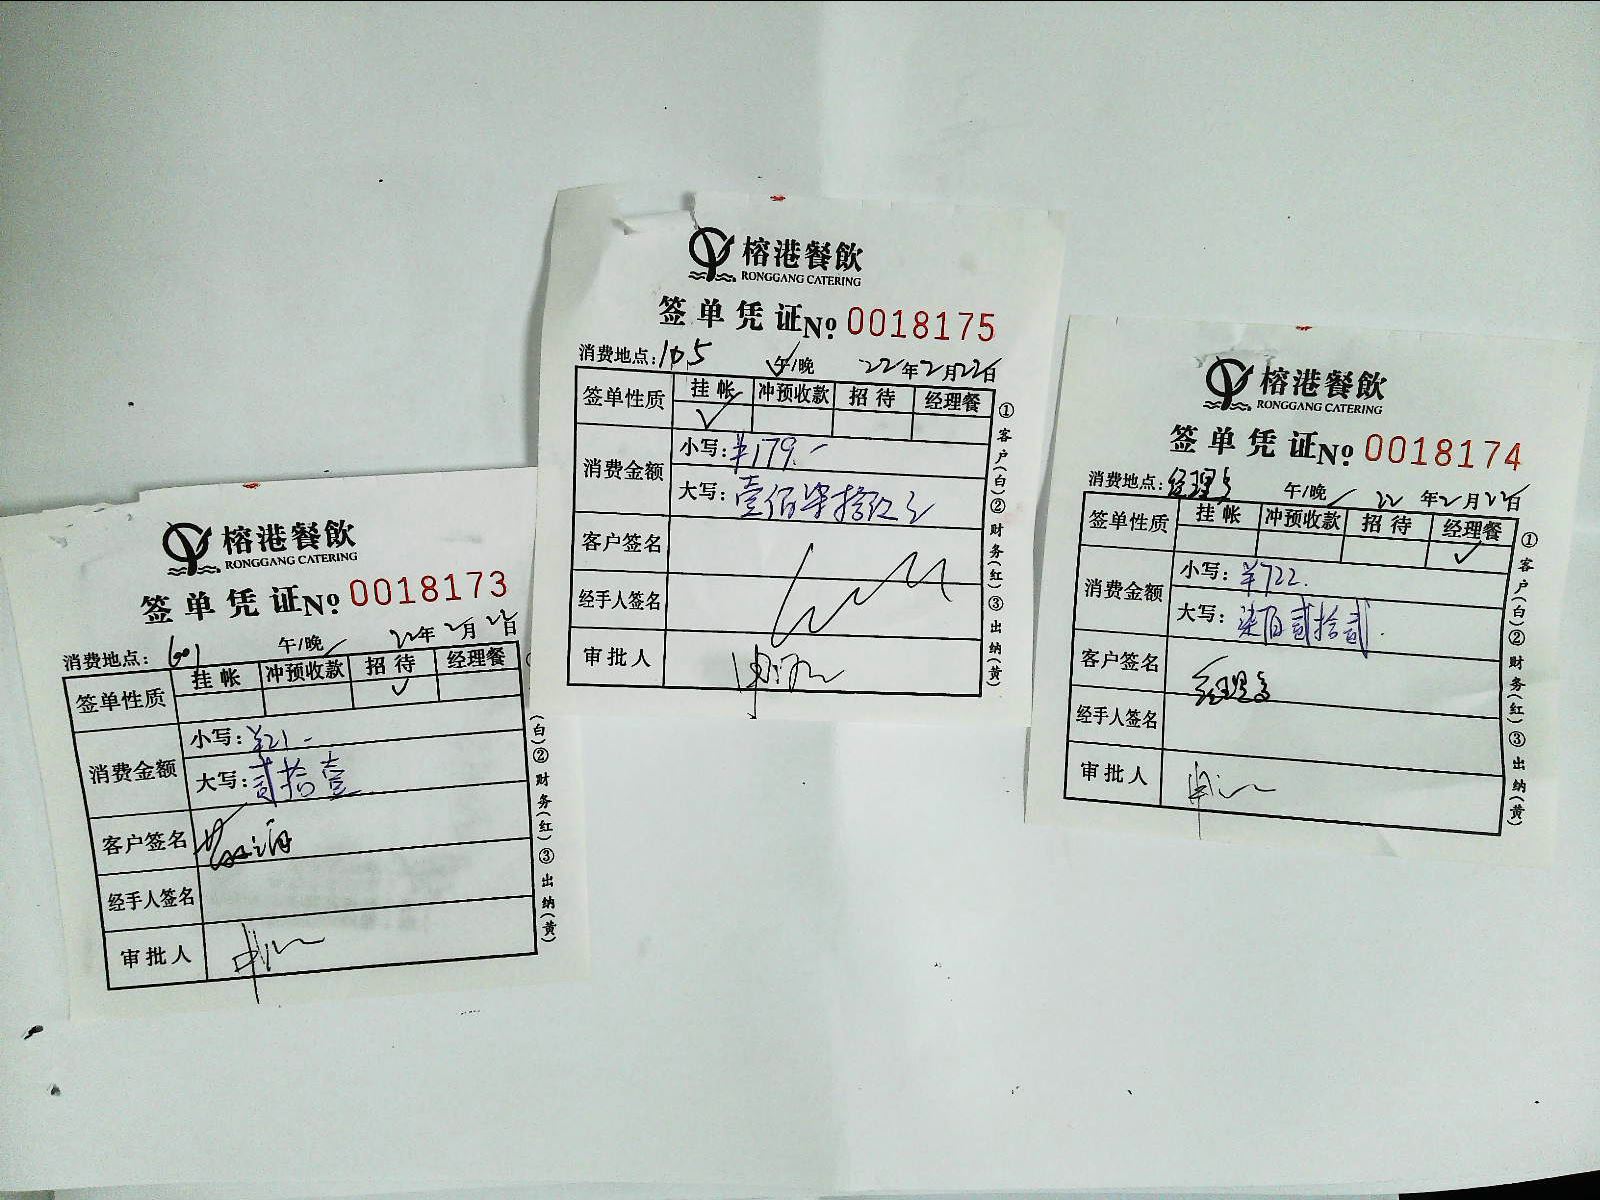 榕港餐飲
RONGGANG CATERING
签单凭证 № 0018173
消费地点: 601 午/晚 22年2月22日
签单性质 挂帐 冲预收款 招待 经理餐
✓
消费金额 小写: ¥21-
大写: 贰拾壹
客户签名
经手人签名
审批人
(白)②财务(红)③出纳(黄)
榕港餐飲
RONGGANG CATERING
签单凭证 № 0018175
消费地点: 105 午/晚 22年2月22日
签单性质 挂帐 冲预收款 招待 经理餐
✓
消费金额 小写: ¥179.-
大写: 壹佰柒拾玖元
客户签名
经手人签名
审批人
①客户(白)②财务(红)③出纳(黄)
榕港餐飲
RONGGANG CATERING
签单凭证 № 0018174
消费地点: 经理 午/晚 22年2月22日
签单性质 挂帐 冲预收款 招待 经理餐
✓
消费金额 小写: ¥722.
大写: 柒佰贰拾贰.
客户签名 经理
经手人签名
审批人
①客户(白)②财务(红)③出纳(黄)